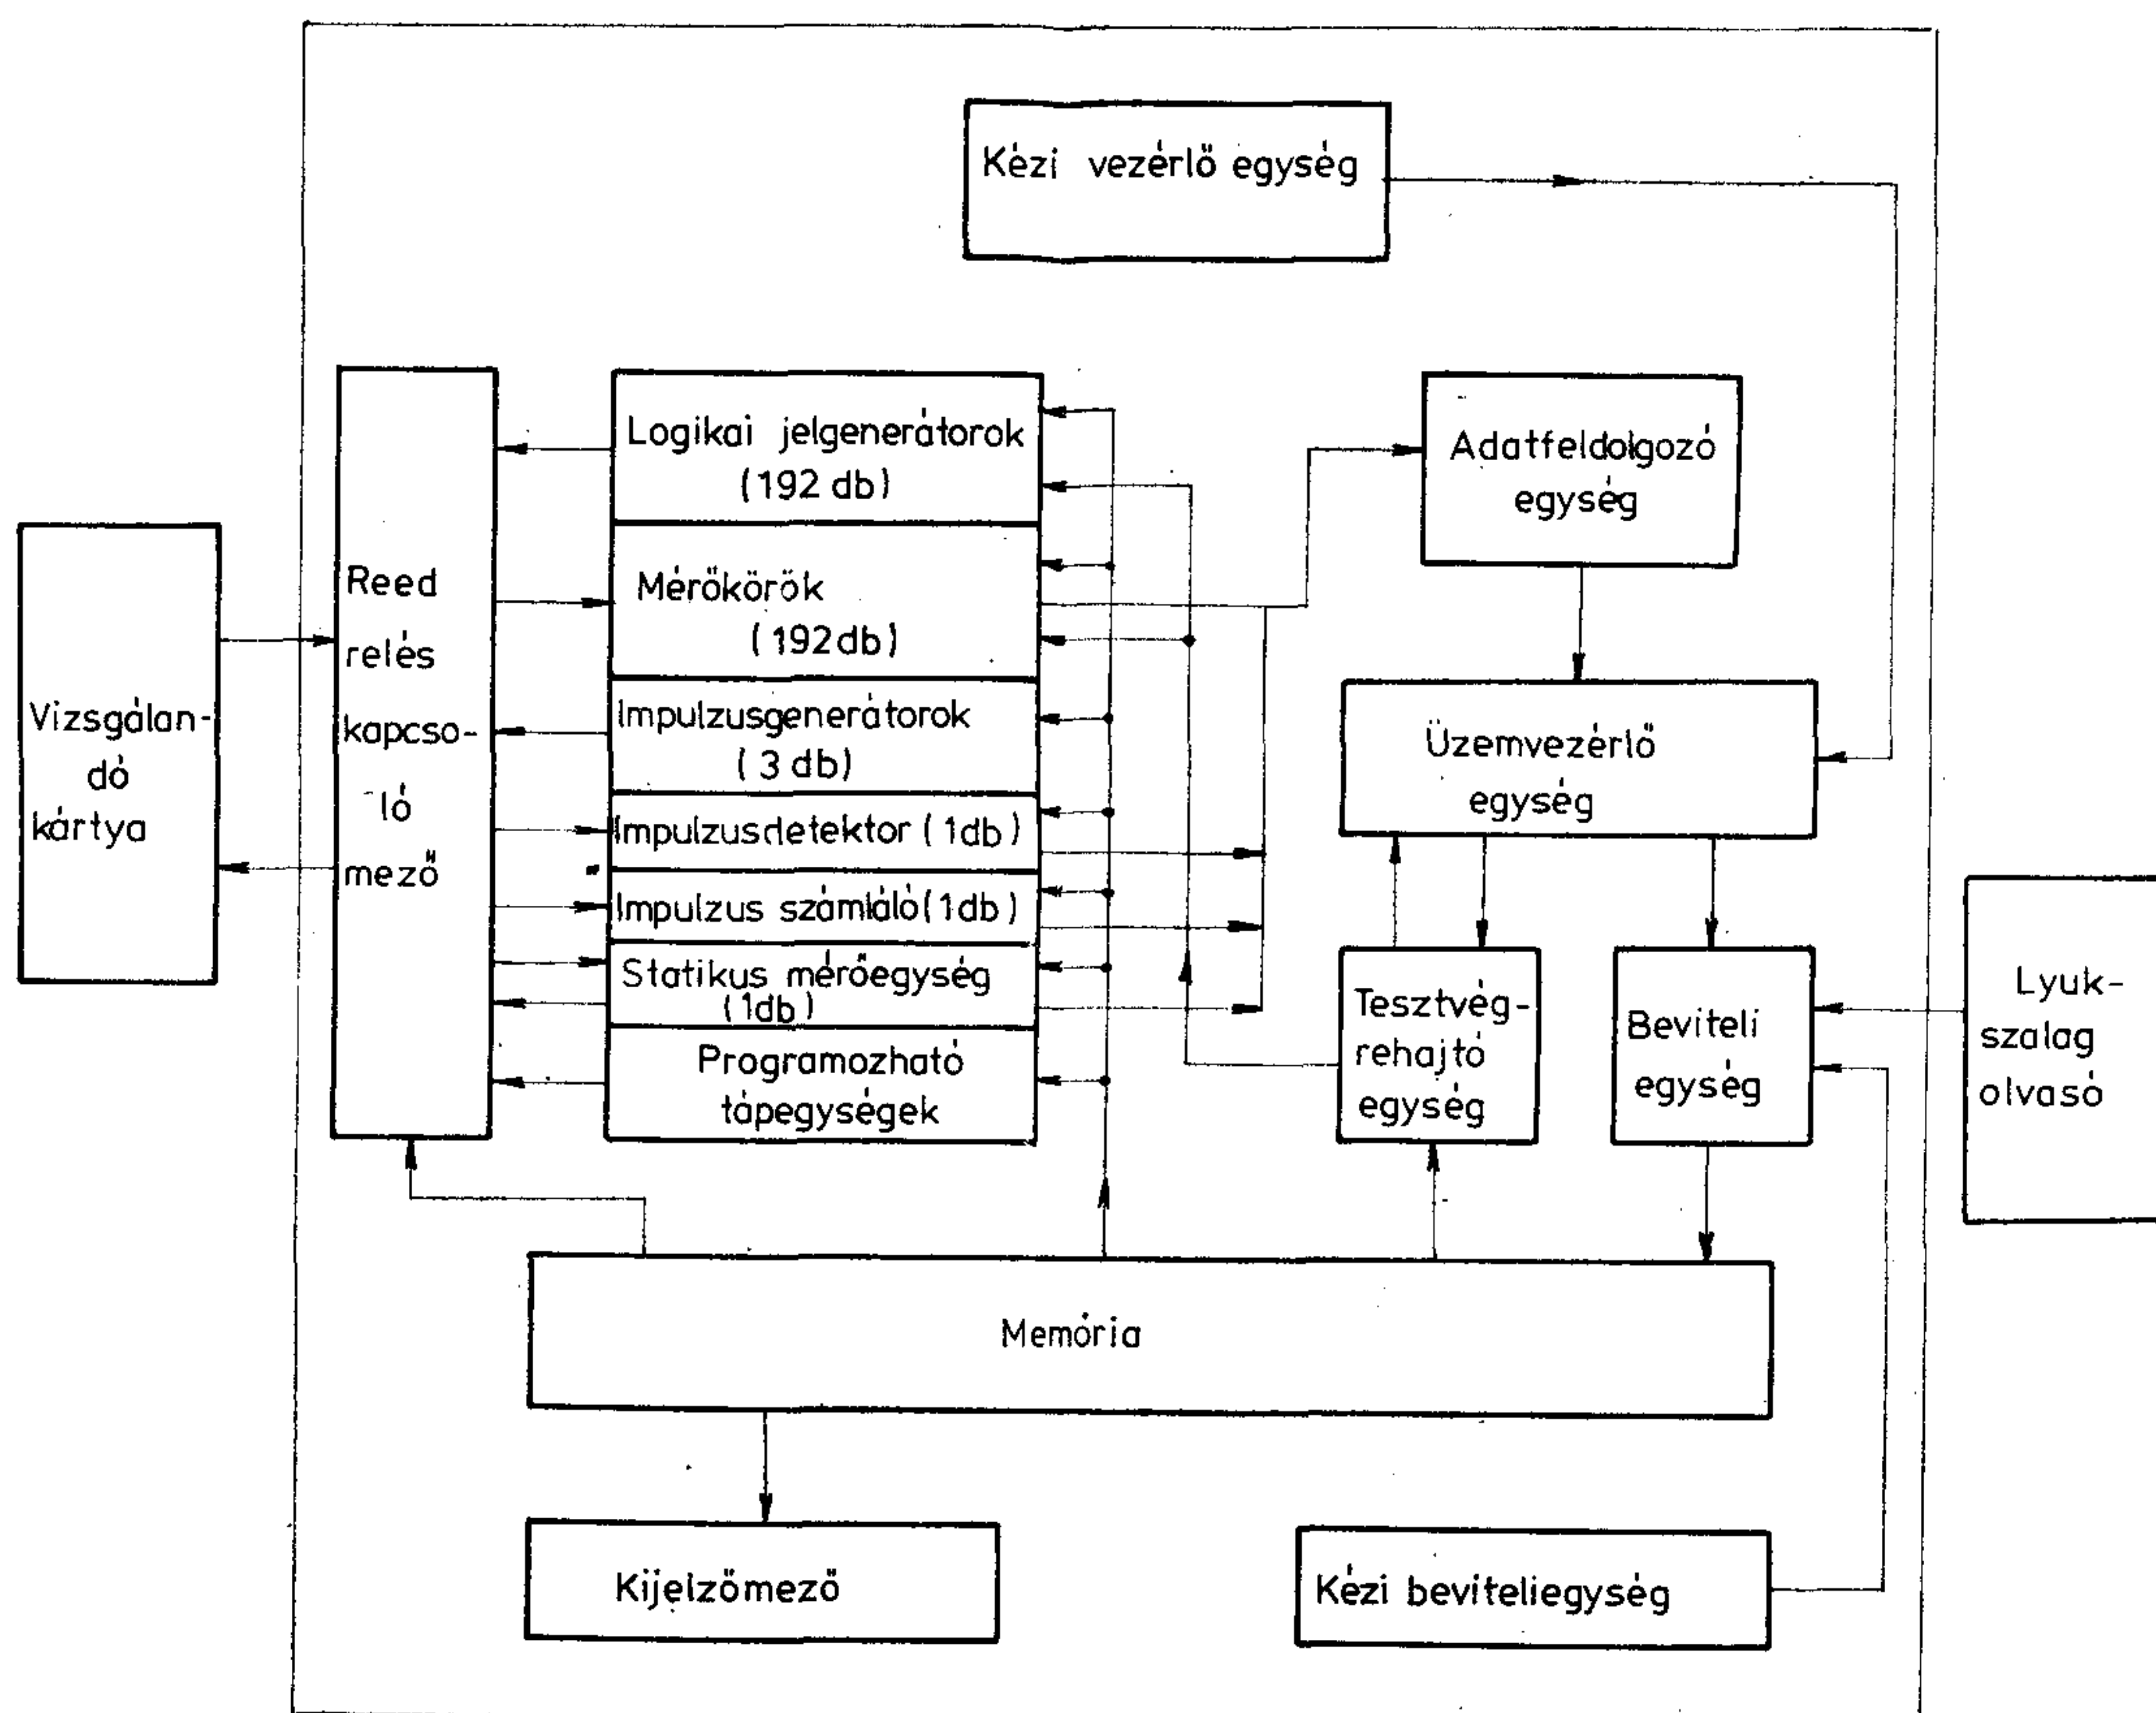 Kézi vezérlő egység
Logikai jelgenerátorok
(192 db)
Adatfeldolgozó
egység
Reed
relés
kapcso-
ló
mező
Mérőkörök
(192db)
Vizsgálan-
dó
kártya
Impulzusgenerátorok
(3 db)
Üzemvezérlő
egység
Impulzusdetektor (1db)
Impulzus számláló(1db)
Statikus mérőegység
(1db)
Programozható
tápegységek
Tesztvég-
rehajtó
egység
Beviteli
egység
Lyuk-
szalag
olvasó
Memória
Kijelzőmező
Kézi beviteliegység